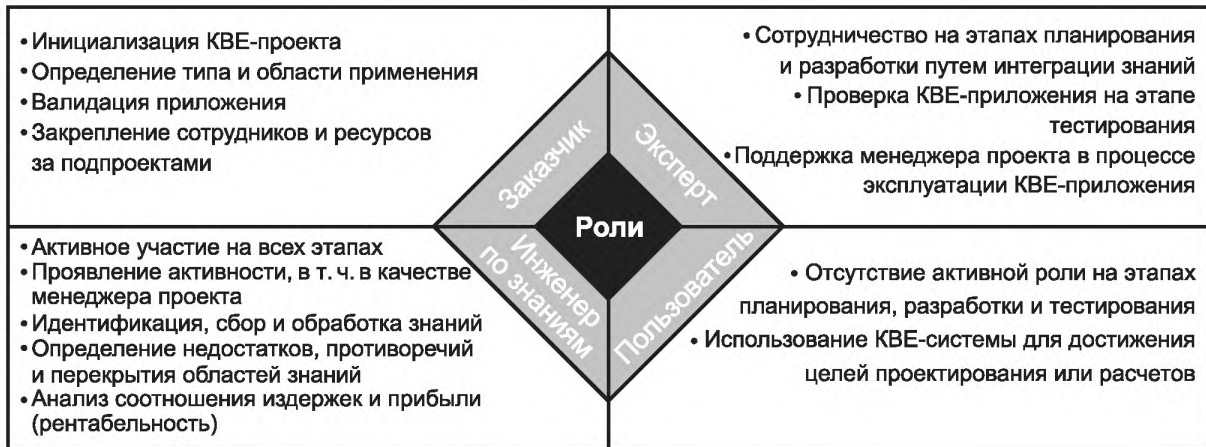 • Инициализация КВЕ-проекта
• Определение типа и области применения
• Валидация приложения
• Закрепление сотрудников и ресурсов
за подпроектами
• Сотрудничество на этапах планирования
и разработки путем интеграции знаний
• Проверка КВЕ-приложения на этапе
тестирования
• Поддержка менеджера проекта в процессе
эксплуатации КВЕ-приложения
Заказчик
Эксперт
Роли
Инженер
по знаниям
Пользователь
• Активное участие на всех этапах
• Проявление активности, в т. ч. в качестве
менеджера проекта
• Идентификация, сбор и обработка знаний
• Определение недостатков, противоречий
и перекрытия областей знаний
• Анализ соотношения издержек и прибыли
(рентабельность)
• Отсутствие активной роли на этапах
планирования, разработки и тестирования
• Использование КВЕ-системы для достижения
целей проектирования или расчетов